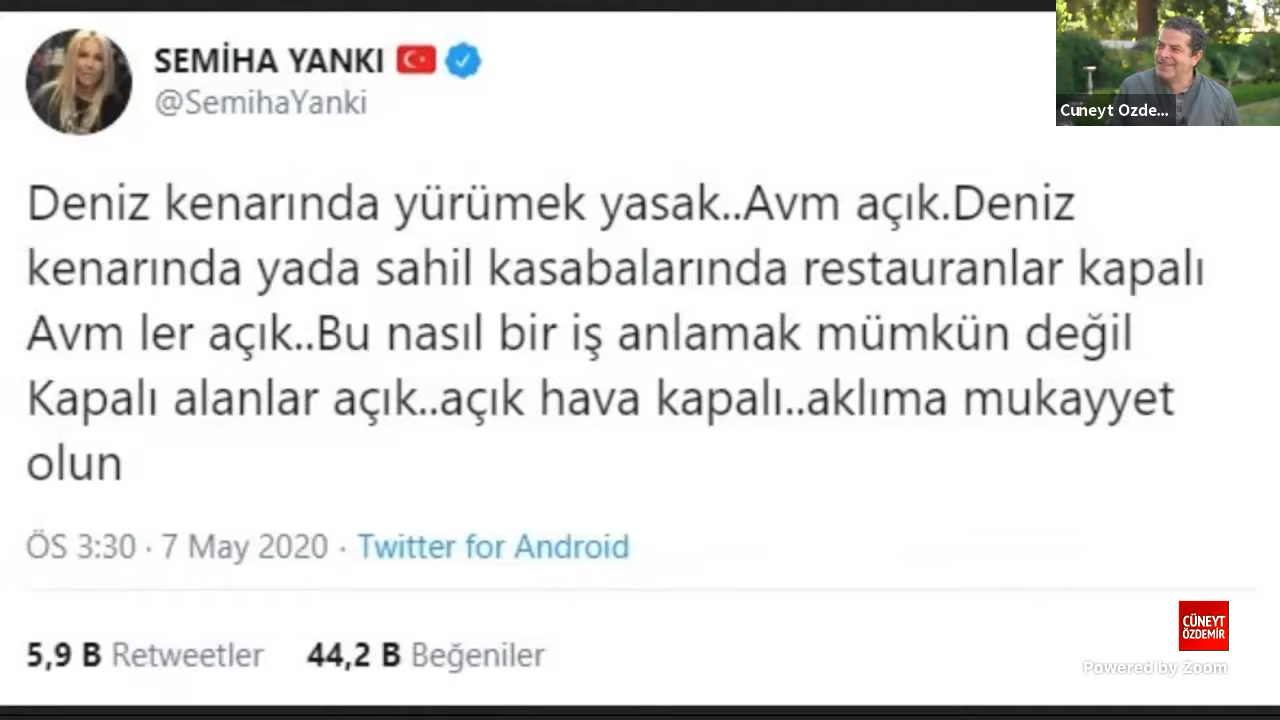 SEMİHA YANKI
@SemihaYanki
Cuneyt Ozde...
Deniz kenarında yürümek yasak..Avm açık.Deniz
kenarında yada sahil kasabalarında restauranlar kapalı
Avm ler açık..Bu nasıl bir iş anlamak mümkün değil
Kapalı alanlar açık..açık hava kapalı..aklıma mukayyet
olun
ÖS 3:30 · 7 May 2020 · Twitter for Android
5,9 B Retweetler 44,2 B Beğeniler
CÜNEYT
ÖZDEMİR
Powered by Zoom